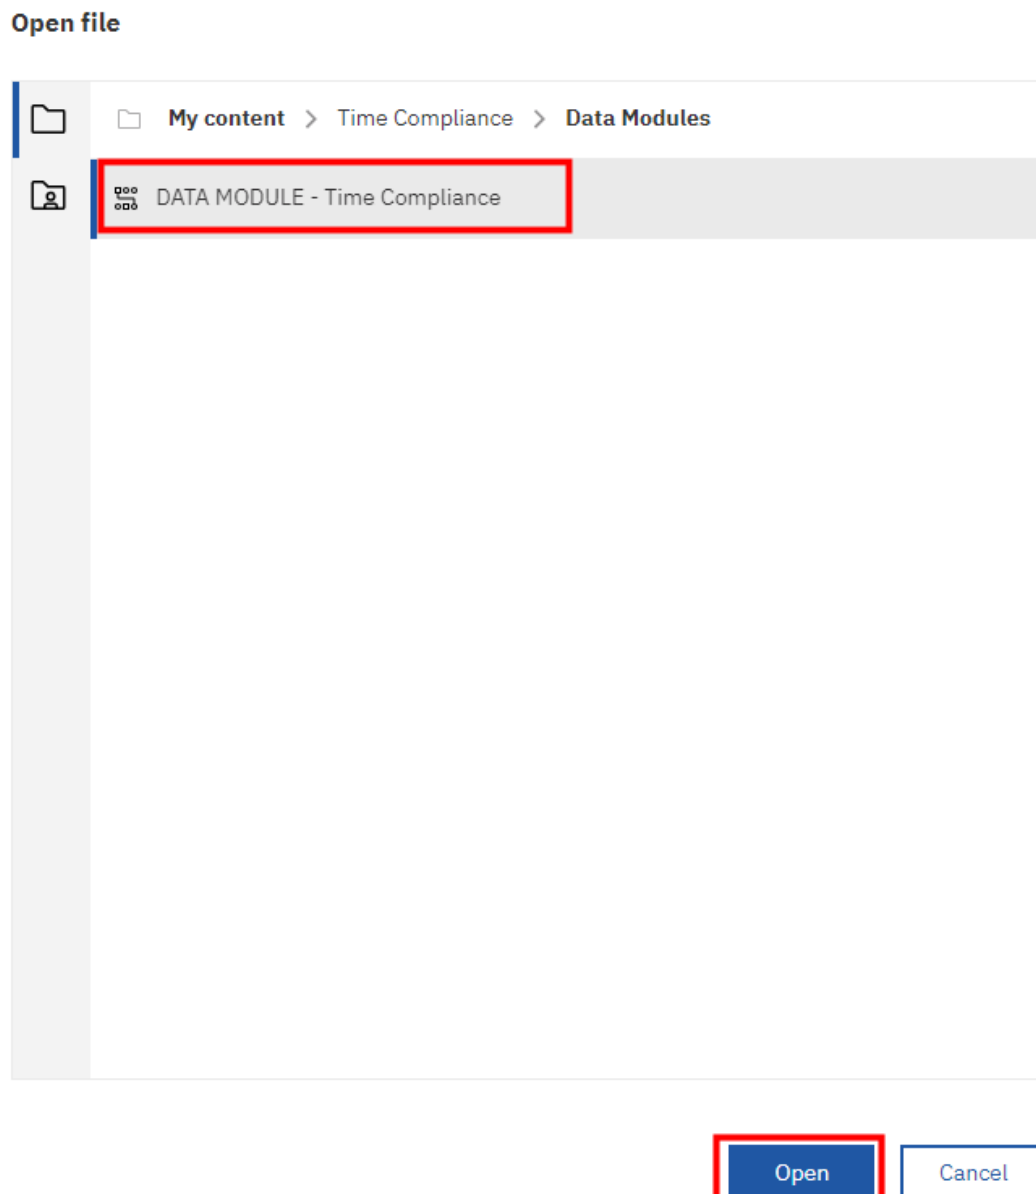 Open file
My content > Time Compliance > Data Modules
DATA MODULE - Time Compliance
Open Cancel